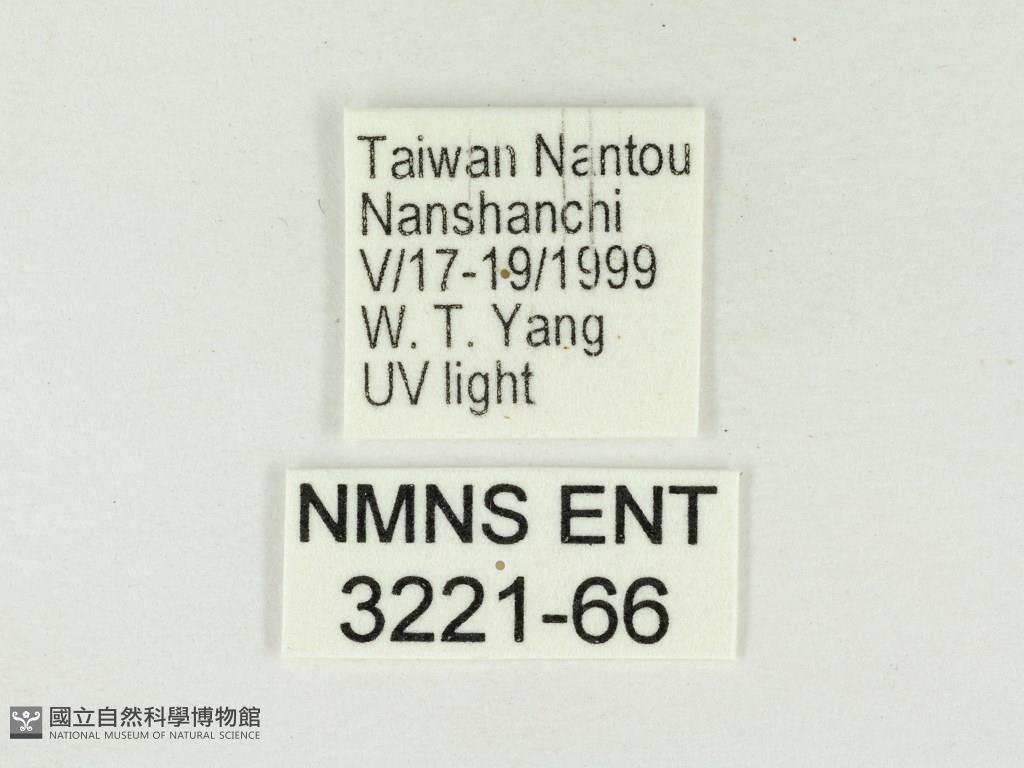 Taiwan Nantou
Nanshanchi
V/17-19/1999
W. T. Yang
UV light
NMNS ENT
3221-66
國立自然科學博物館
NATIONAL MUSEUM OF NATURAL SCIENCE